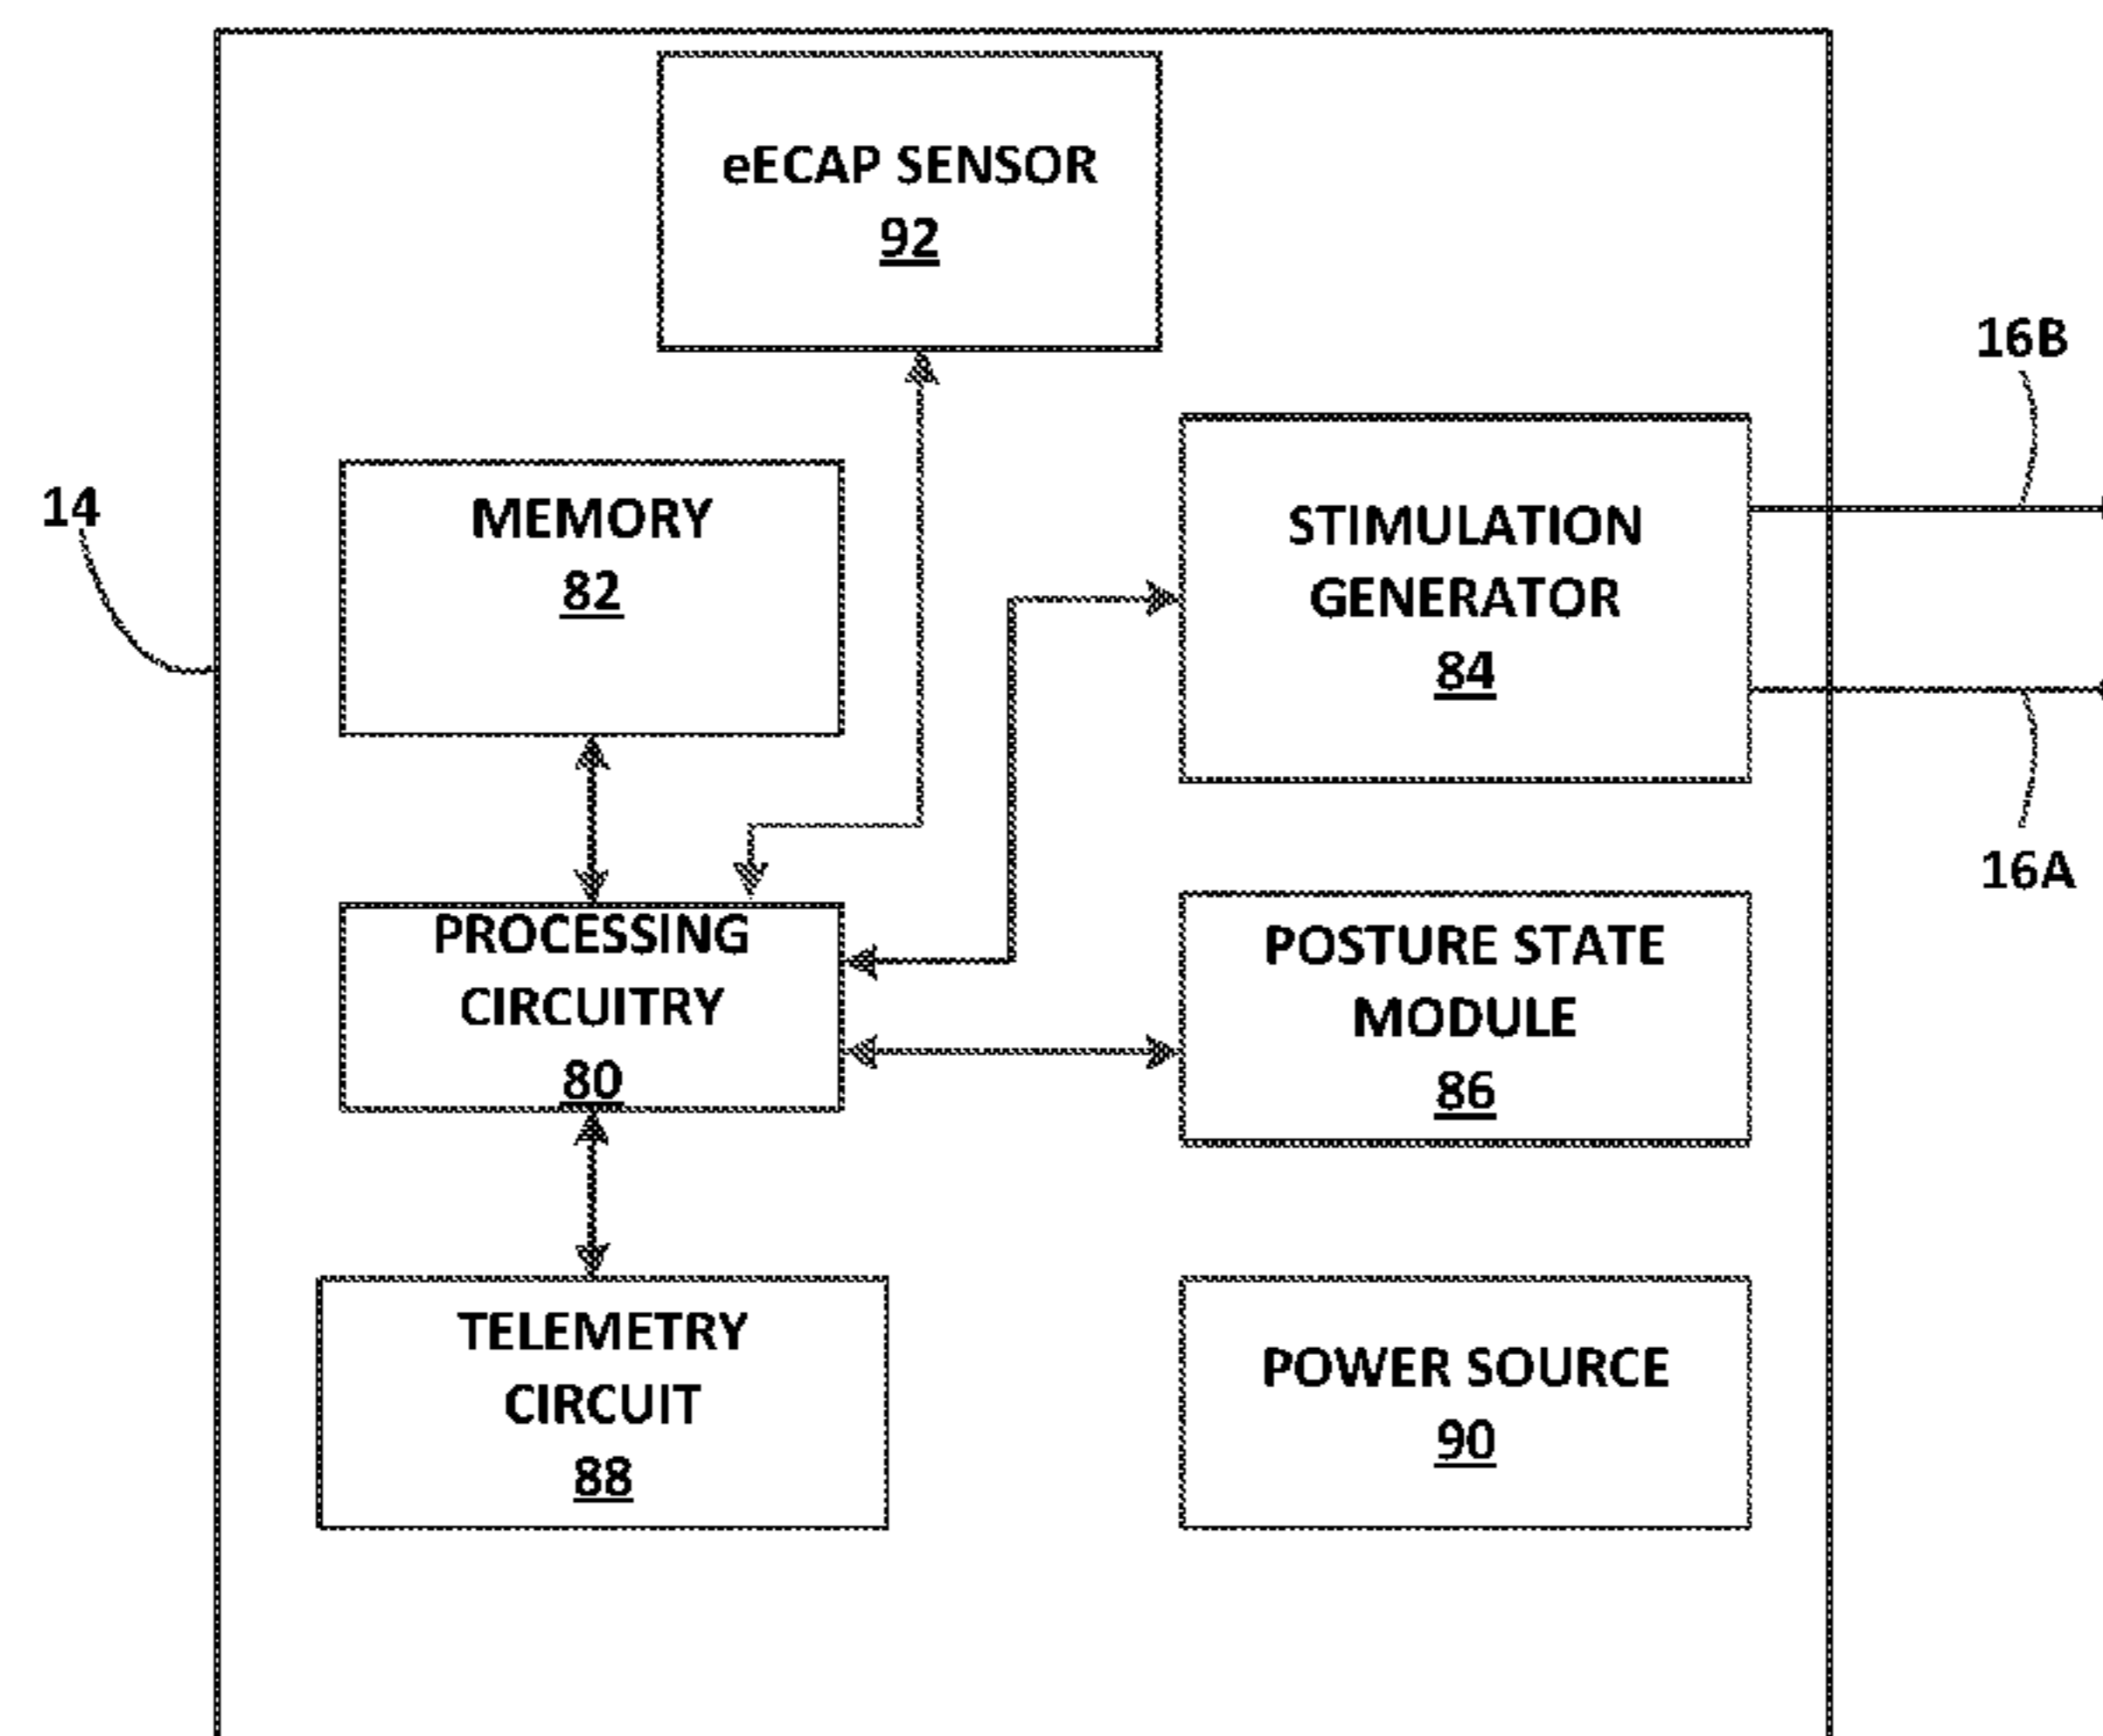 eECAP SENSOR
92
16B
14
MEMORY
82
STIMULATION
GENERATOR
84
16A
PROCESSING
CIRCUITRY
80
POSTURE STATE
MODULE
86
TELEMETRY
CIRCUIT
88
POWER SOURCE
90